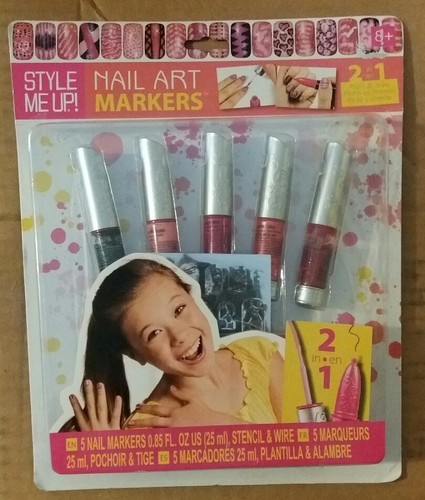 8+
STYLE
ME UP!
NAIL ART
MARKERS™
2 in 1
2
in•en
1
EN 5 NAIL MARKERS 0.85 FL. OZ US (25 ml), STENCIL & WIRE FR 5 MARQUEURS
25 ml, POCHOIR & TIGE ES 5 MARCADORES 25 ml, PLANTILLA & ALAMBRE